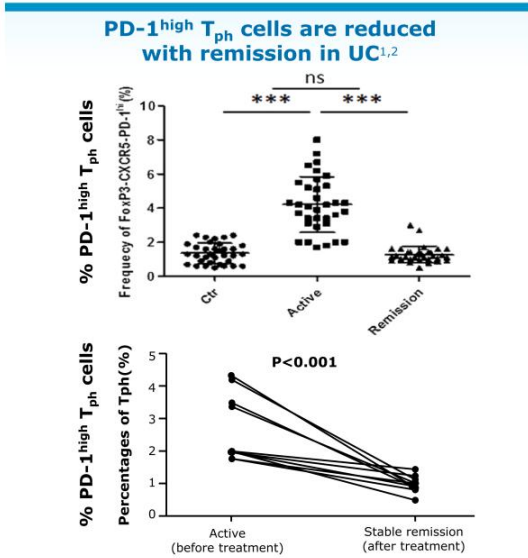 PD-1high Tph cells are reduced
with remission in UC1,2
ns
*** ***
% PD-1high Tph cells
Frequecy of FoxP3-CXCR5-PD-1hi(%)
10
8
6
4
2
0
Ctr
Active
Remission
% PD-1high Tph cells
Percentages of Tph(%)
P<0.001
5
4
3
2
1
0
Active
(before treatment)
Stable remission
(after treatment)